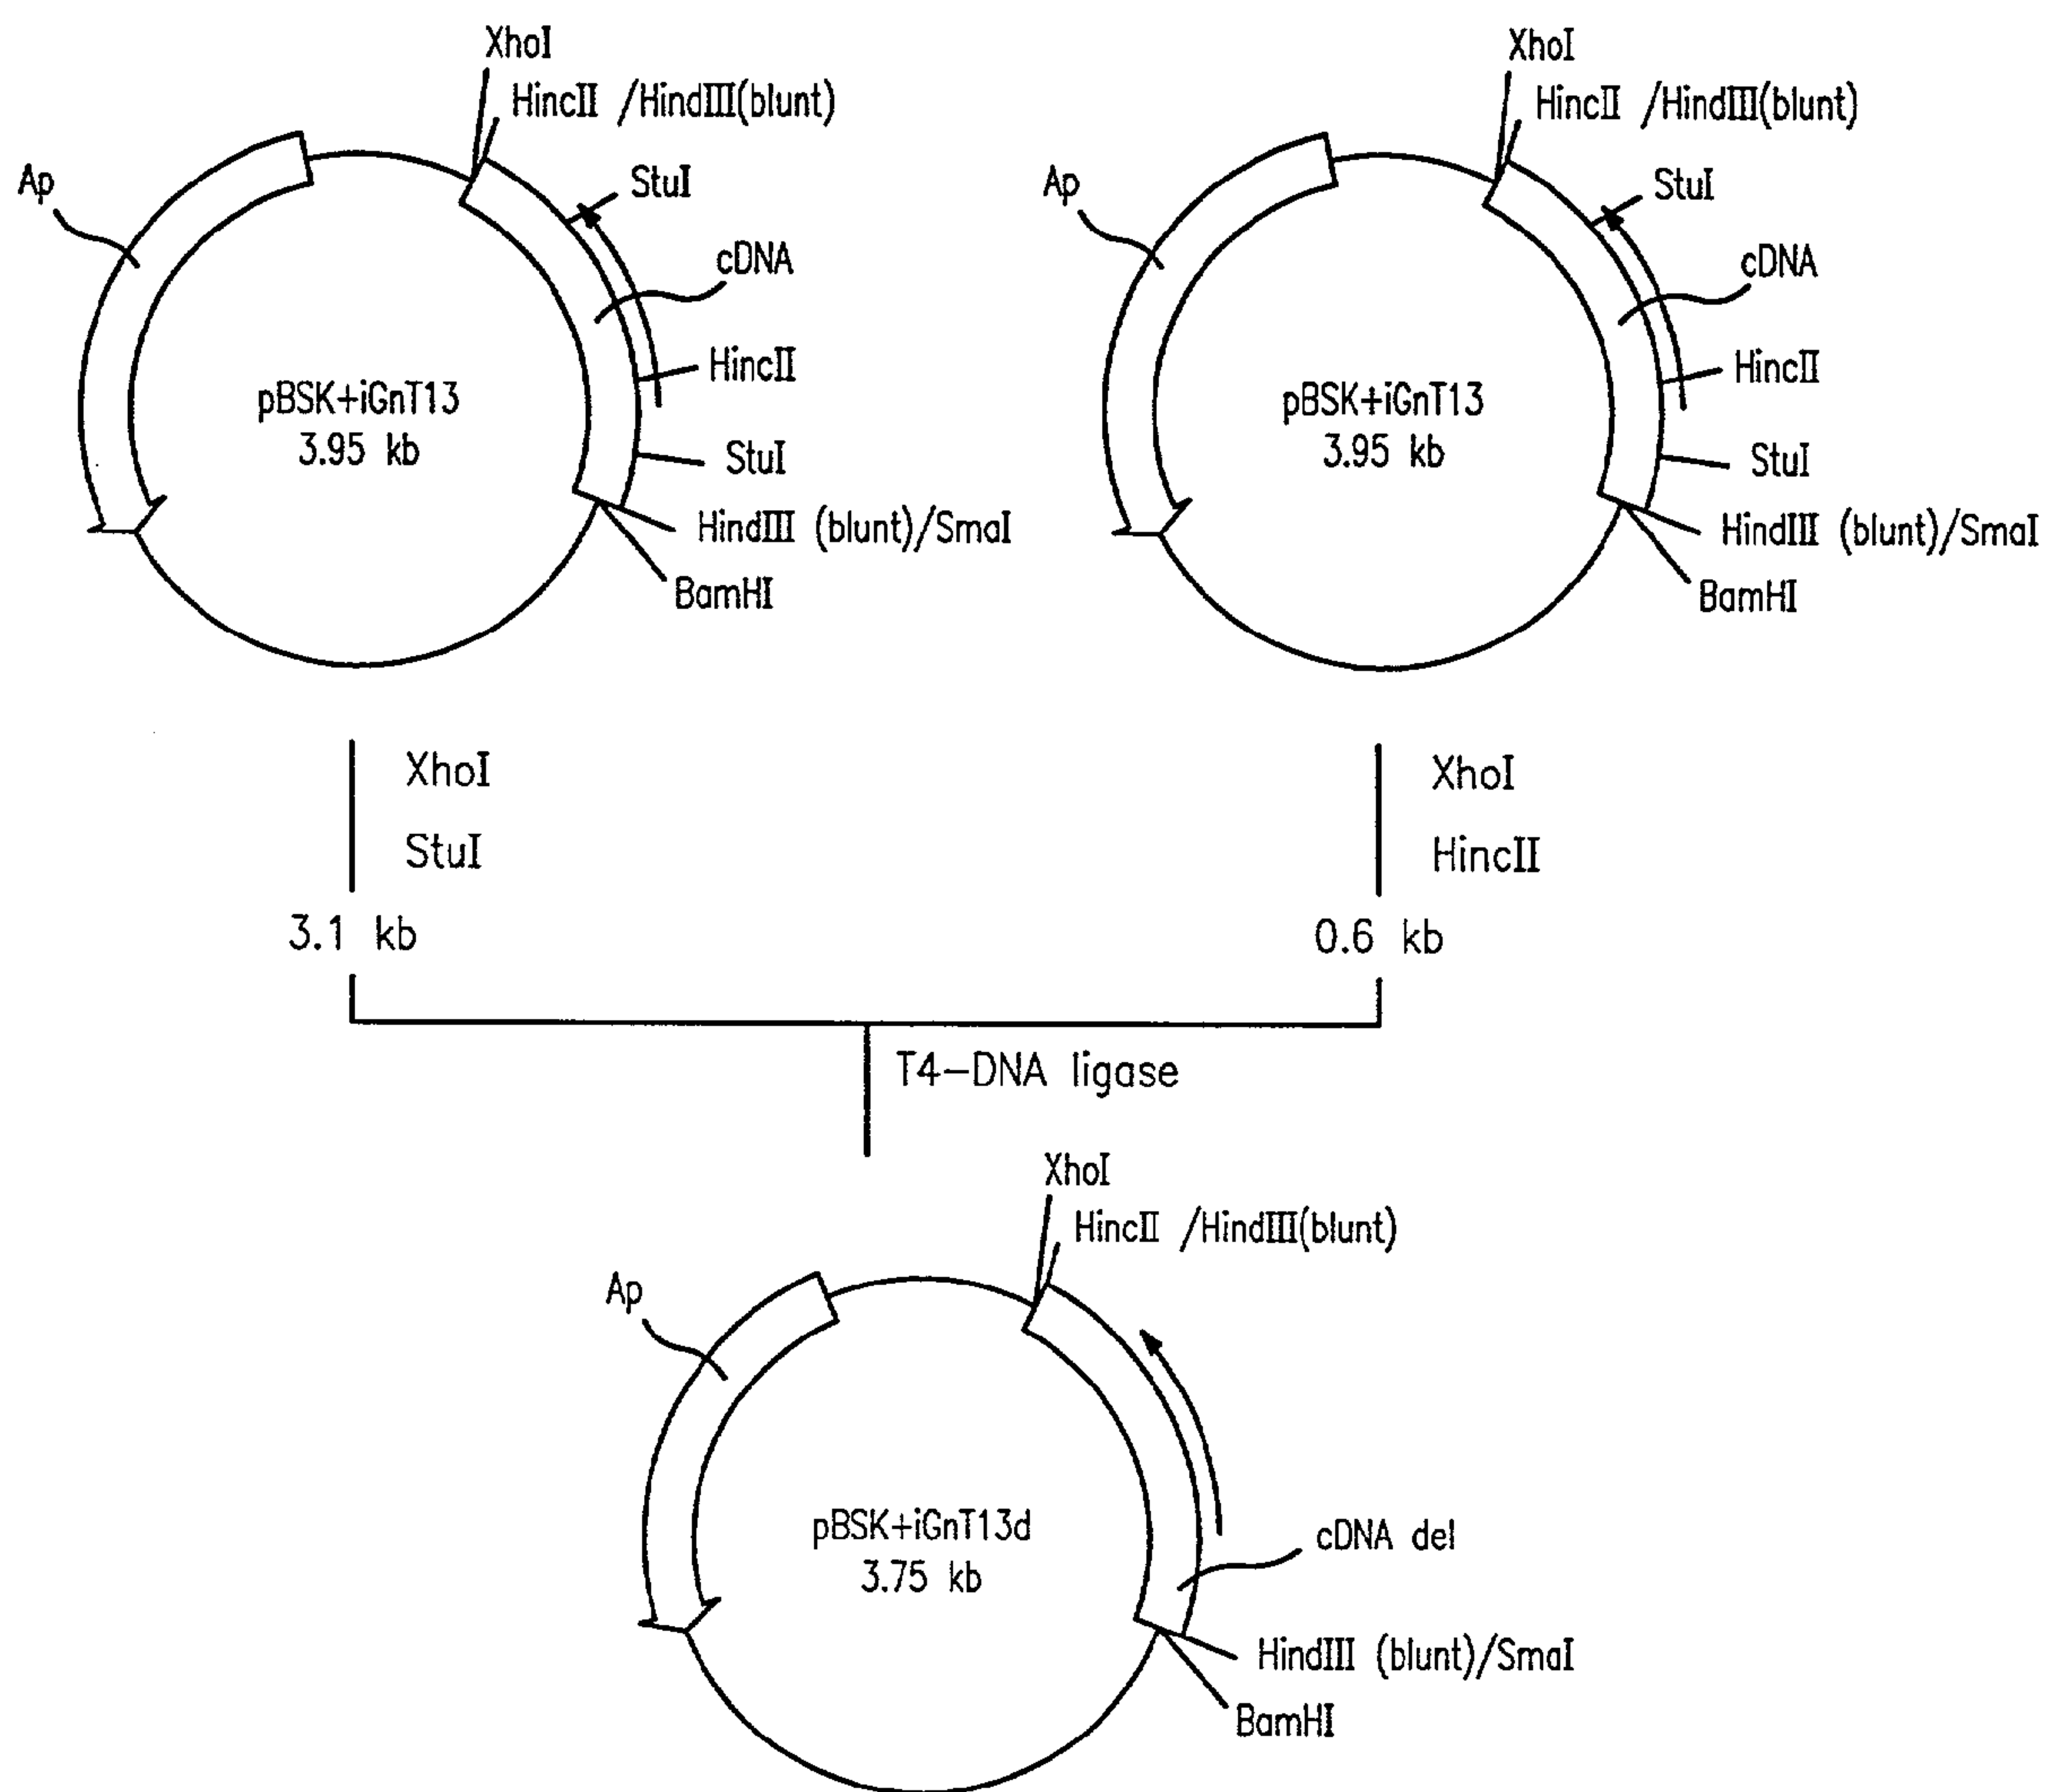 XhoI
HincII /HindIII(blunt)
StuI
Ap
cDNA
HincII
pBSK+iGnT13
3.95 kb
StuI
HindIII (blunt)/SmaI
BamHI
XhoI
HincII /HindIII(blunt)
StuI
Ap
cDNA
HincII
pBSK+iGnT13
3.95 kb
StuI
HindIII (blunt)/SmaI
BamHI
XhoI
StuI
3.1 kb
XhoI
HincII
0.6 kb
T4-DNA ligase
XhoI
HincII /HindIII(blunt)
Ap
pBSK+iGnT13d
3.75 kb
cDNA del
HindIII (blunt)/SmaI
BamHI